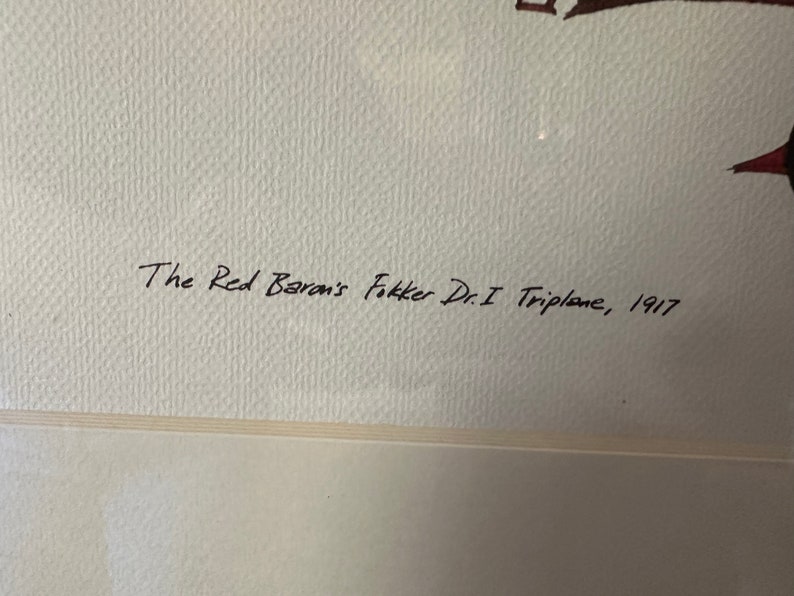 The Red Baron's Fokker Dr.I Triplane, 1917